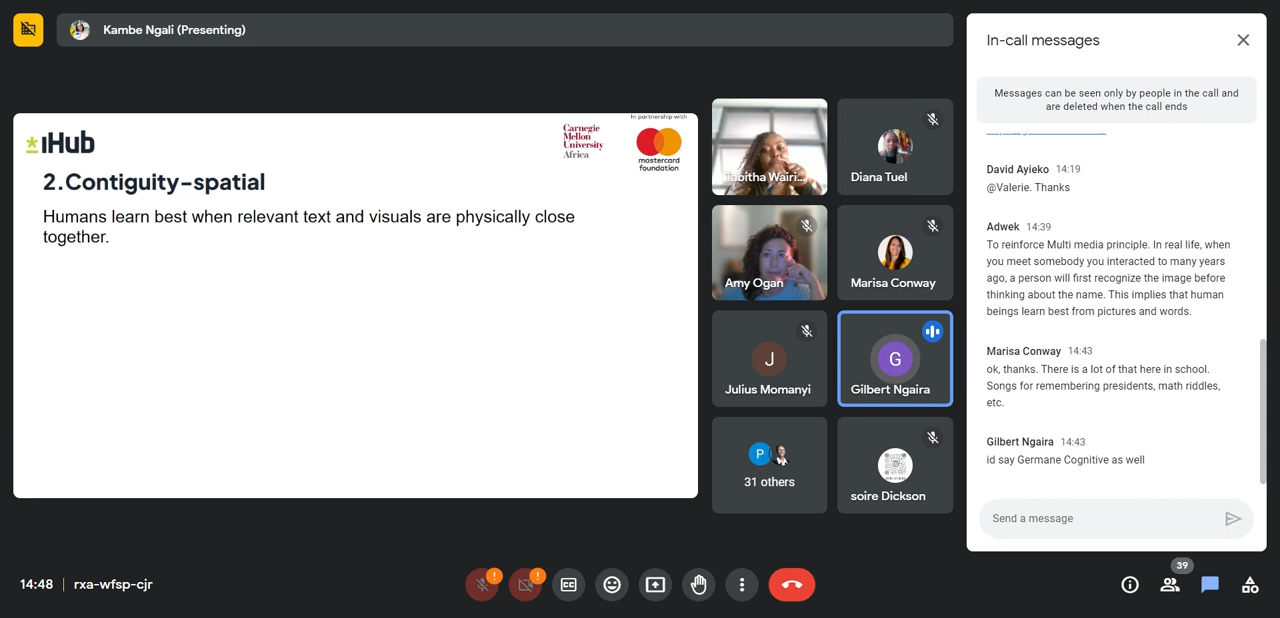 Kambe Ngali (Presenting)
ıHub
Carnegie
Mellon
University
Africa
In partnership with
mastercard
foundation
2.Contiguity-spatial
Humans learn best when relevant text and visuals are physically close
together.
Tabitha Wairi...
Diana Tuel
Amy Ogan
Marisa Conway
J
Julius Momanyi
G
Gilbert Ngaira
P
31 others
soire Dickson
In-call messages
Messages can be seen only by people in the call and
are deleted when the call ends
David Ayieko 14:19
@Valerie. Thanks
Adwek 14:39
To reinforce Multi media principle. In real life, when
you meet somebody you interacted to many years
ago, a person will first recognize the image before
thinking about the name. This implies that human
beings learn best from pictures and words.
Marisa Conway 14:43
ok, thanks. There is a lot of that here in school.
Songs for remembering presidents, math riddles,
etc.
Gilbert Ngaira 14:43
id say Germane Cognitive as well
Send a message
14:48 | rxa-wfsp-cjr
39